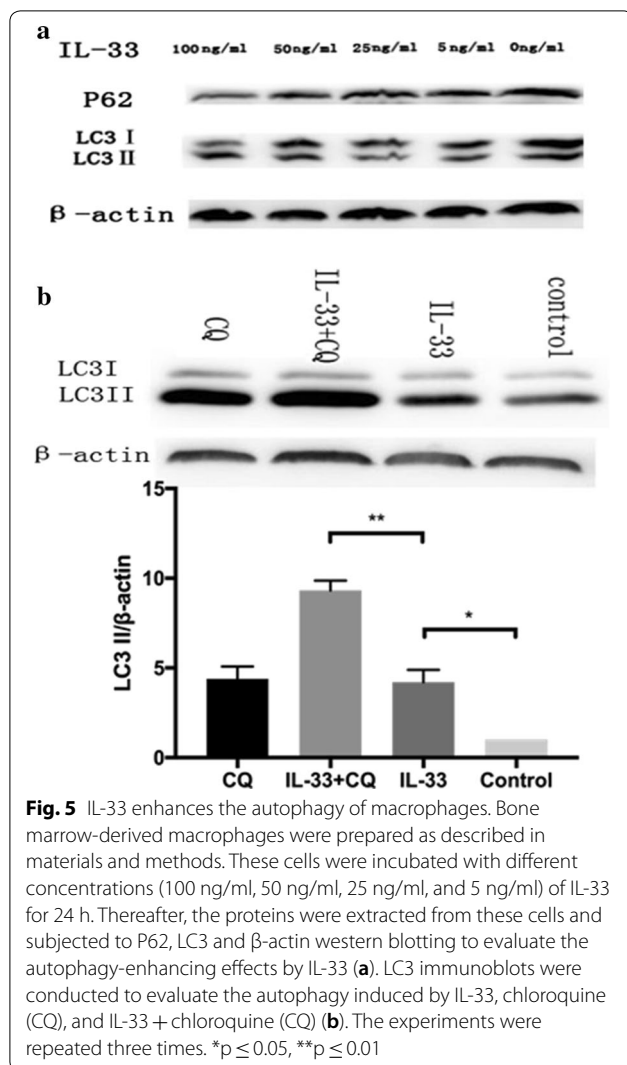 a
IL-33 100ng/ml 50ng/ml 25ng/ml 5ng/ml 0ng/ml
P62
LC3 I
LC3 II
β-actin
b
CQ IL-33+CQ IL-33 control
LC3I
LC3II
β-actin
15
**
10
*
LC3 II/β-actin
5
0
CQ IL-33+CQ IL-33 Control
Fig. 5 IL-33 enhances the autophagy of macrophages. Bone
marrow-derived macrophages were prepared as described in
materials and methods. These cells were incubated with different
concentrations (100 ng/ml, 50 ng/ml, 25 ng/ml, and 5 ng/ml) of IL-33
for 24 h. Thereafter, the proteins were extracted from these cells and
subjected to P62, LC3 and β-actin western blotting to evaluate the
autophagy-enhancing effects by IL-33 (a). LC3 immunoblots were
conducted to evaluate the autophagy induced by IL-33, chloroquine
(CQ), and IL-33 + chloroquine (CQ) (b). The experiments were
repeated three times. *p ≤ 0.05, **p ≤ 0.01